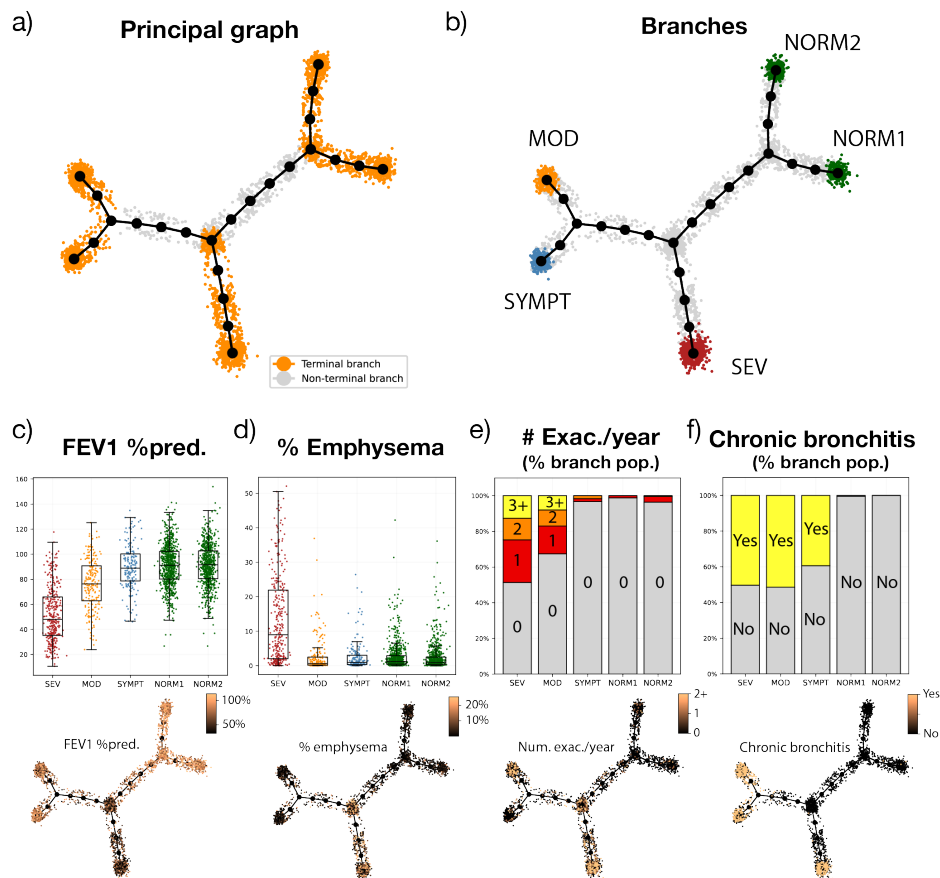 a)
Principal graph
Terminal branch
Non-terminal branch
b)
Branches
NORM2
MOD
NORM1
SYMPT
SEV
c)
FEV1 %pred.
160
140
120
100
80
60
40
20
SEV MOD SYMPT NORM1 NORM2
100%
50%
FEV1 %pred.
d)
% Emphysema
50
40
30
20
10
0
SEV MOD SYMPT NORM1 NORM2
20%
10%
% emphysema
e)
# Exac./year
(% branch pop.)
100%
80%
60%
40%
20%
0%
3+ 3+
2 2
1 1
0 0 0 0 0
SEV MOD SYMPT NORM1 NORM2
2+
1
0
Num. exac./year
f)
Chronic bronchitis
(% branch pop.)
100%
80%
60%
40%
20%
0%
Yes Yes Yes
No No No No No
SEV MOD SYMPT NORM1 NORM2
Yes
No
Chronic bronchitis